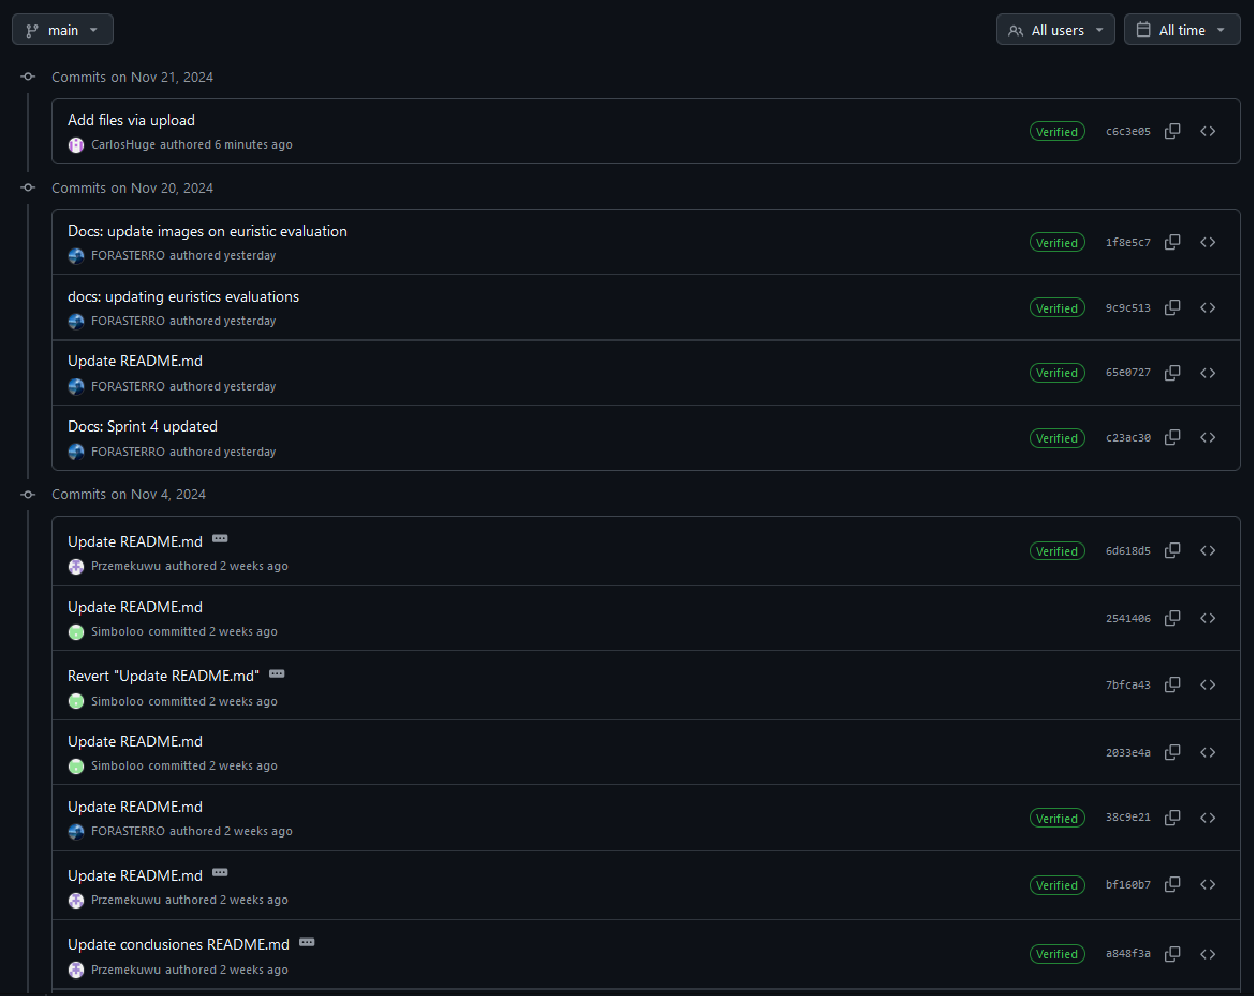 main
All users
All time
Commits on Nov 21, 2024
Add files via upload
Verified
c6c3e05
CarlosHuge authored 6 minutes ago
Commits on Nov 20, 2024
Docs: update images on euristic evaluation
Verified
1f8e5c7
FORASTERRO authored yesterday
docs: updating euristics evaluations
Verified
9c9c513
FORASTERRO authored yesterday
Update README.md
Verified
65e0727
FORASTERRO authored yesterday
Docs: Sprint 4 updated
Verified
c23ac30
FORASTERRO authored yesterday
Commits on Nov 4, 2024
Update README.md
Verified
6d618d5
Przemekuwu authored 2 weeks ago
Update README.md
2541406
Simboloo committed 2 weeks ago
Revert "Update README.md"
7bfca43
Simboloo committed 2 weeks ago
Update README.md
2033e4a
Simboloo committed 2 weeks ago
Update README.md
Verified
38c9e21
FORASTERRO authored 2 weeks ago
Update README.md
Verified
bf160b7
Przemekuwu authored 2 weeks ago
Update conclusiones README.md
Verified
a848f3a
Przemekuwu authored 2 weeks ago